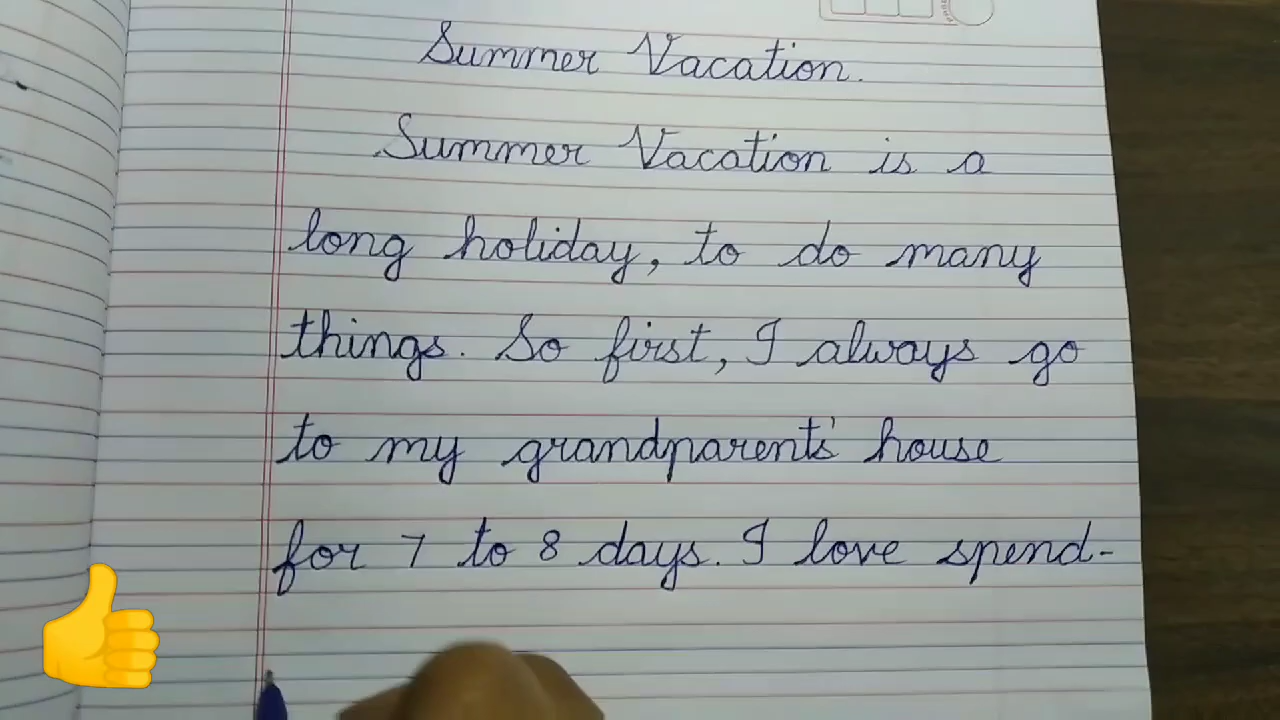 Summer Vacation.
Summer Vacation is a
long holiday, to do many
things. So first, I always go
to my grandparents' house
for 7 to 8 days. I love spend-